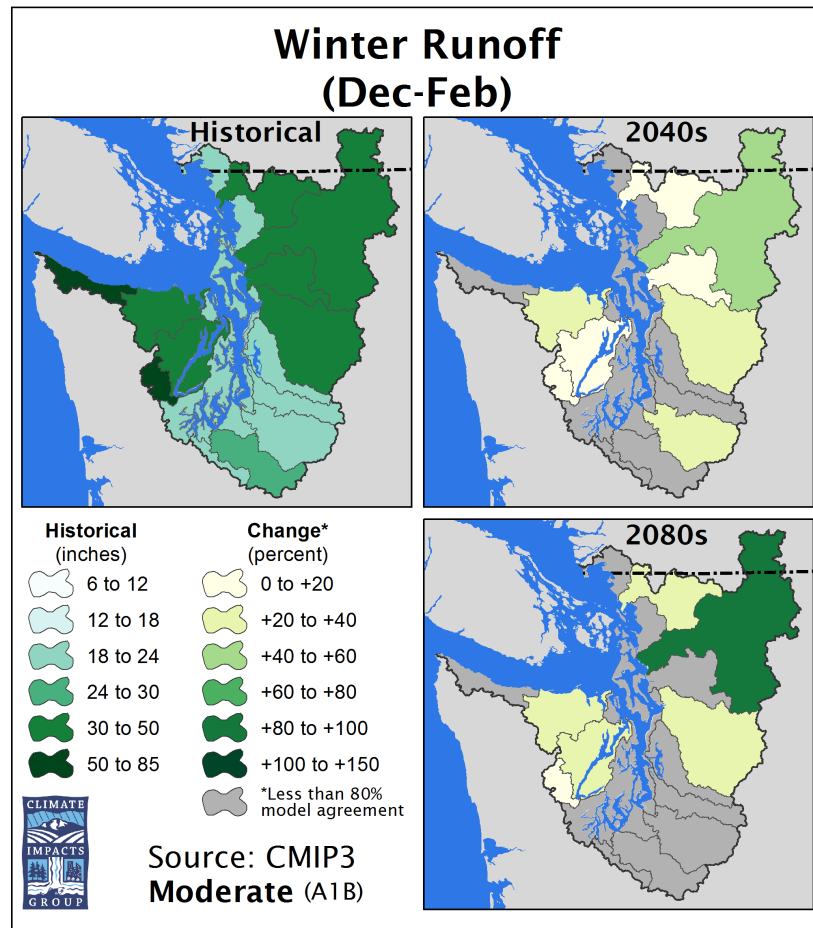 Winter Runoff
(Dec-Feb)
Historical
2040s
Historical
(inches)
6 to 12
12 to 18
18 to 24
24 to 30
30 to 50
50 to 85
Change*
(percent)
0 to +20
+20 to +40
+40 to +60
+60 to +80
+80 to +100
+100 to +150
*Less than 80%
model agreement
2080s
CLIMATE
IMPACTS
GROUP
Source: CMIP3
Moderate (A1B)